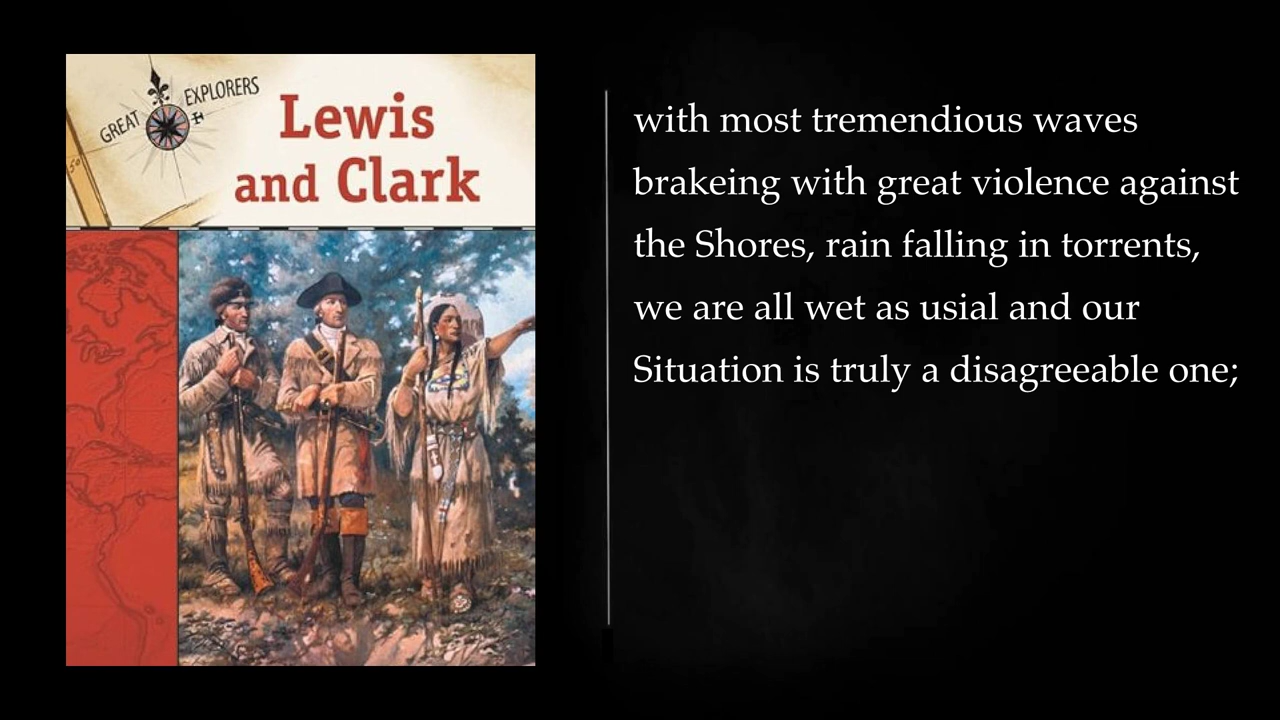 GREAT EXPLORERS
Lewis
and Clark
50
with most tremendious waves
brakeing with great violence against
the Shores, rain falling in torrents,
we are all wet as usial and our
Situation is truly a disagreeable one;